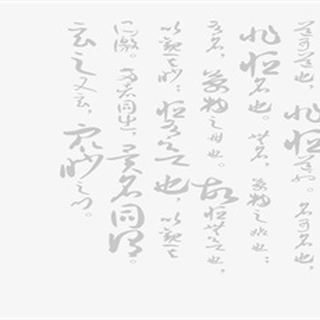 道可道也，非恒道也。名可名也，
非恒名也。無名，萬物之始也；
有名，萬物之母也。故恒無欲也，
以觀其眇；恒有欲也，以觀其
所徼。兩者同出，異名同謂。
玄之又玄，眾眇之門。